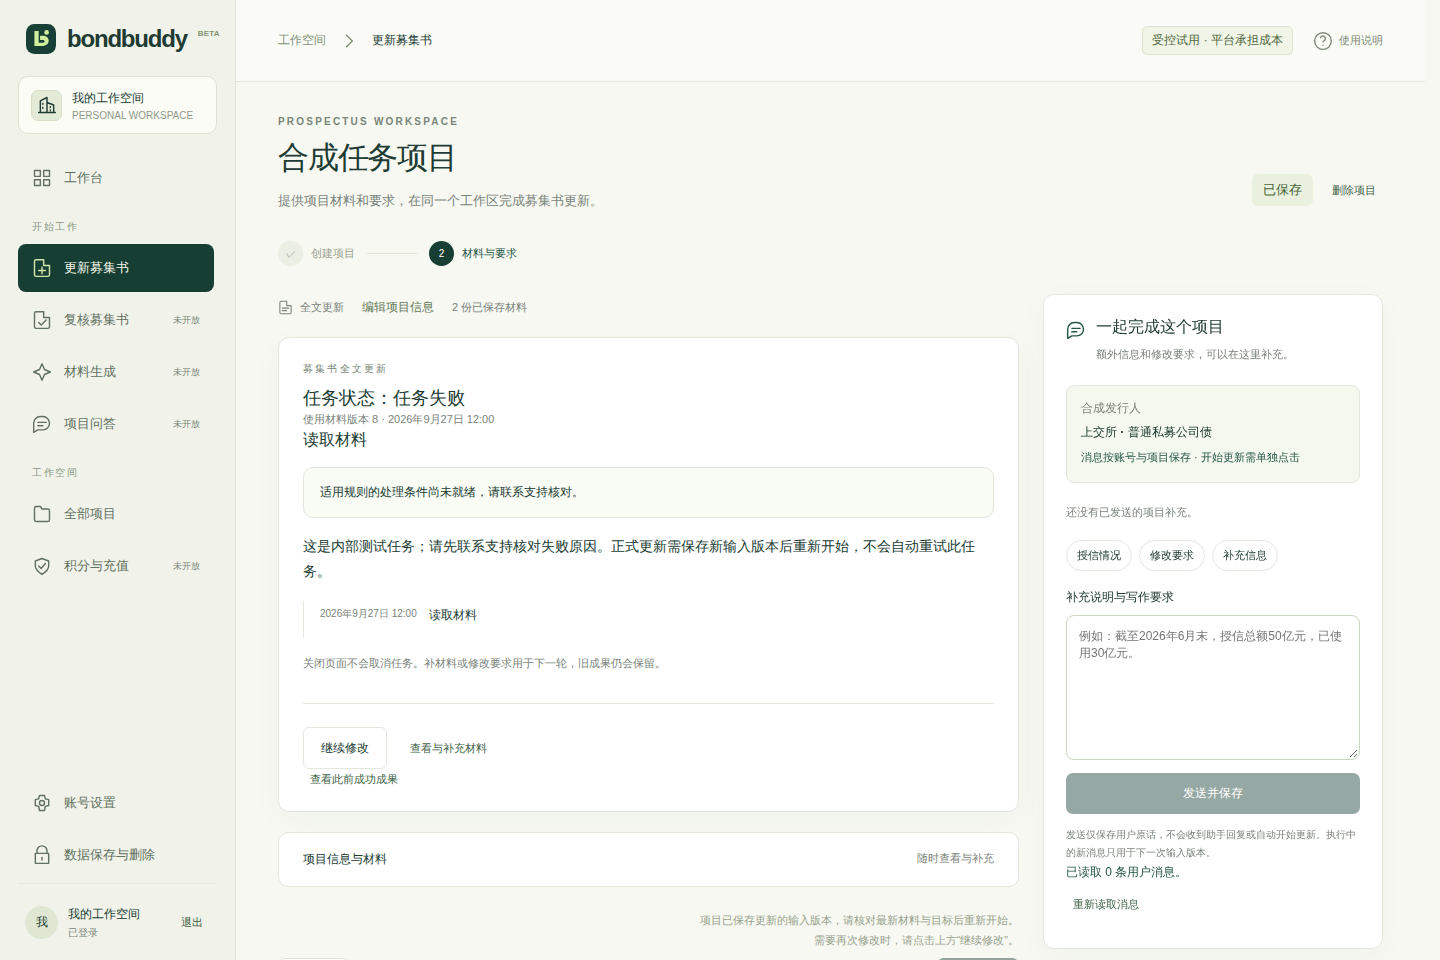 bondbuddy BETA
我的工作空间
PERSONAL WORKSPACE
工作台
开始工作
更新募集书
复核募集书 未开放
材料生成 未开放
项目问答 未开放
工作空间
全部项目
积分与充值 未开放
账号设置
数据保存与删除
我 我的工作空间
已登录
退出
工作空间 更新募集书
受控试用 · 平台承担成本
使用说明
PROSPECTUS WORKSPACE
合成任务项目
提供项目材料和要求，在同一个工作区完成募集书更新。
已保存 删除项目
创建项目 2 材料与要求
全文更新 编辑项目信息 2 份已保存材料
募集书全文更新
任务状态：任务失败
使用材料版本 8 · 2026年9月27日 12:00
读取材料
适用规则的处理条件尚未就绪，请联系支持核对。
这是内部测试任务；请先联系支持核对失败原因。正式更新需保存新输入版本后重新开始，不会自动重试此任
务。
2026年9月27日 12:00 读取材料
关闭页面不会取消任务。补材料或修改要求用于下一轮，旧成果仍会保留。
继续修改 查看与补充材料
查看此前成功成果
项目信息与材料 随时查看与补充
项目已保存更新的输入版本，请核对最新材料与目标后重新开始。
需要再次修改时，请点击上方“继续修改”。
一起完成这个项目
额外信息和修改要求，可以在这里补充。
合成发行人
上交所 · 普通私募公司债
消息按账号与项目保存 · 开始更新需单独点击
还没有已发送的项目补充。
授信情况 修改要求 补充信息
补充说明与写作要求
例如：截至2026年6月末，授信总额50亿元，已使
用30亿元。
发送并保存
发送仅保存用户原话，不会收到助手回复或自动开始更新。执行中
的新消息只用于下一次输入版本。
已读取 0 条用户消息。
重新读取消息